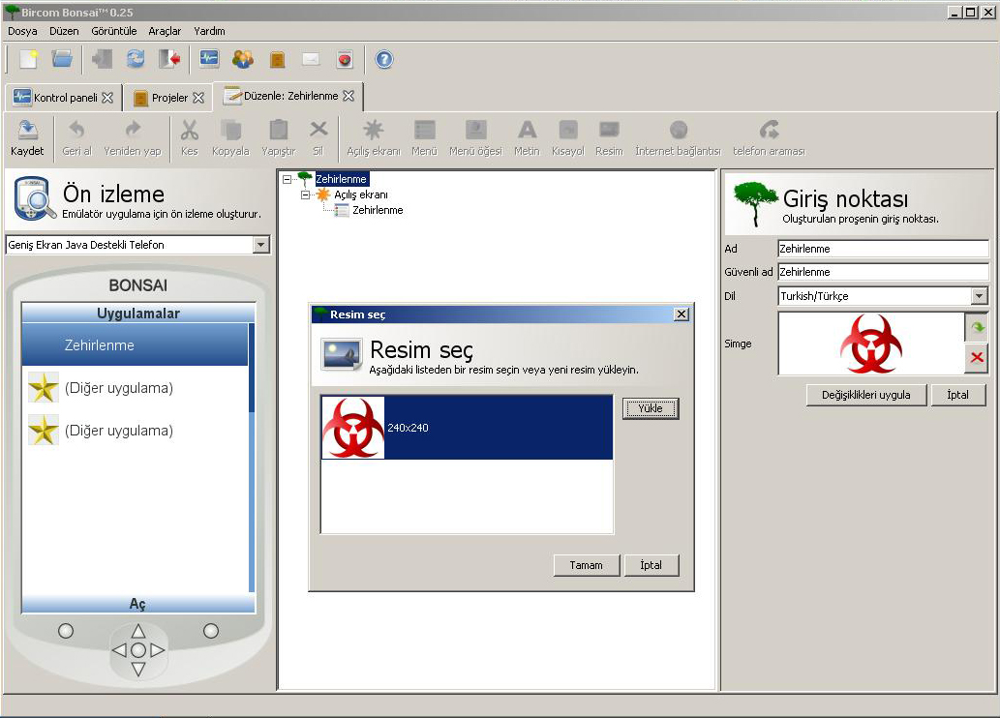 Bircom Bonsai™ 0.25
Dosya Düzen Görüntüle Araçlar Yardım
Kontrol paneli Projeler Düzenle: Zehirlenme
Kaydet Geri al Yeniden yap Kes Kopyala Yapıştır Sil Açılış ekranı Menü Menü öğesi Metin Kısayol Resim İnternet bağlantısı telefon araması
Ön izleme
Emülatör uygulama için ön izleme oluşturur.
Geniş Ekran Java Destekli Telefon
BONSAI
Uygulamalar
Zehirlenme
(Diğer uygulama)
(Diğer uygulama)
Aç
Zehirlenme
Açılış ekranı
Zehirlenme
Resim seç
Resim seç
Aşağıdaki listeden bir resim seçin veya yeni resim yükleyin.
240x240
Yükle
Tamam İptal
Giriş noktası
Oluşturulan proşenin giriş noktası.
Ad Zehirlenme
Güvenli ad Zehirlenme
Dil Turkish/Türkçe
Simge
Değişiklikleri uygula İptal